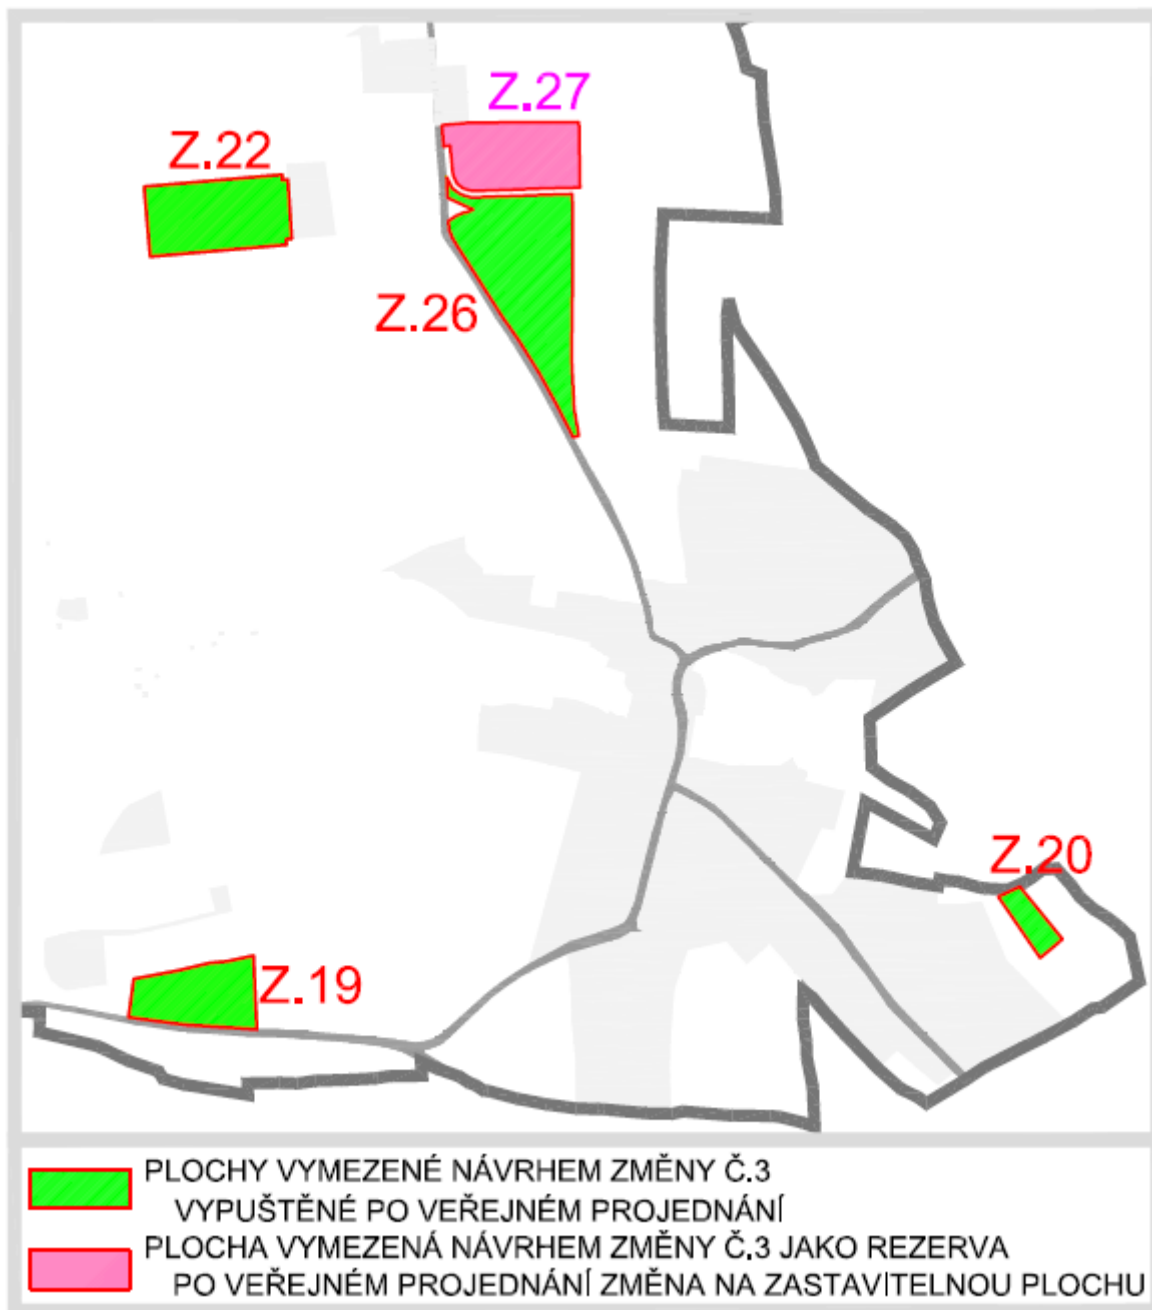 Z.27
Z.22
Z.26
Z.20
Z.19
PLOCHY VYMEZENÉ NÁVRHEM ZMĚNY Č.3
VYPUŠTĚNÉ PO VEŘEJNÉM PROJEDNÁNÍ
PLOCHA VYMEZENÁ NÁVRHEM ZMĚNY Č.3 JAKO REZERVA
PO VEŘEJNÉM PROJEDNÁNÍ ZMĚNA NA ZASTAVITELNOU PLOCHU